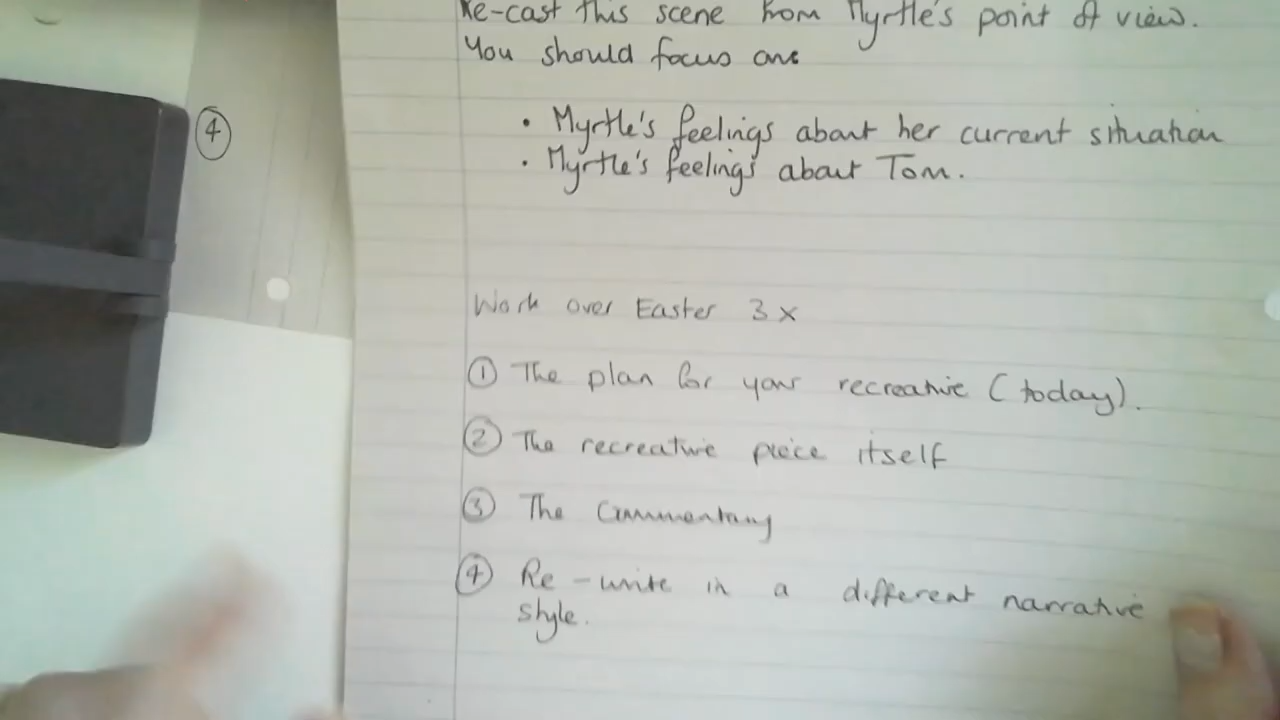 Re-cast this scene from Myrtle's point of view.
You should focus on:
④
• Myrtle's feelings about her current situation
• Myrtle's feelings about Tom.
Work over Easter 3 x
① The plan for your recreative (today).
② The recreative piece itself
③ The Commentary
④ Re-write in a different narrative
style.